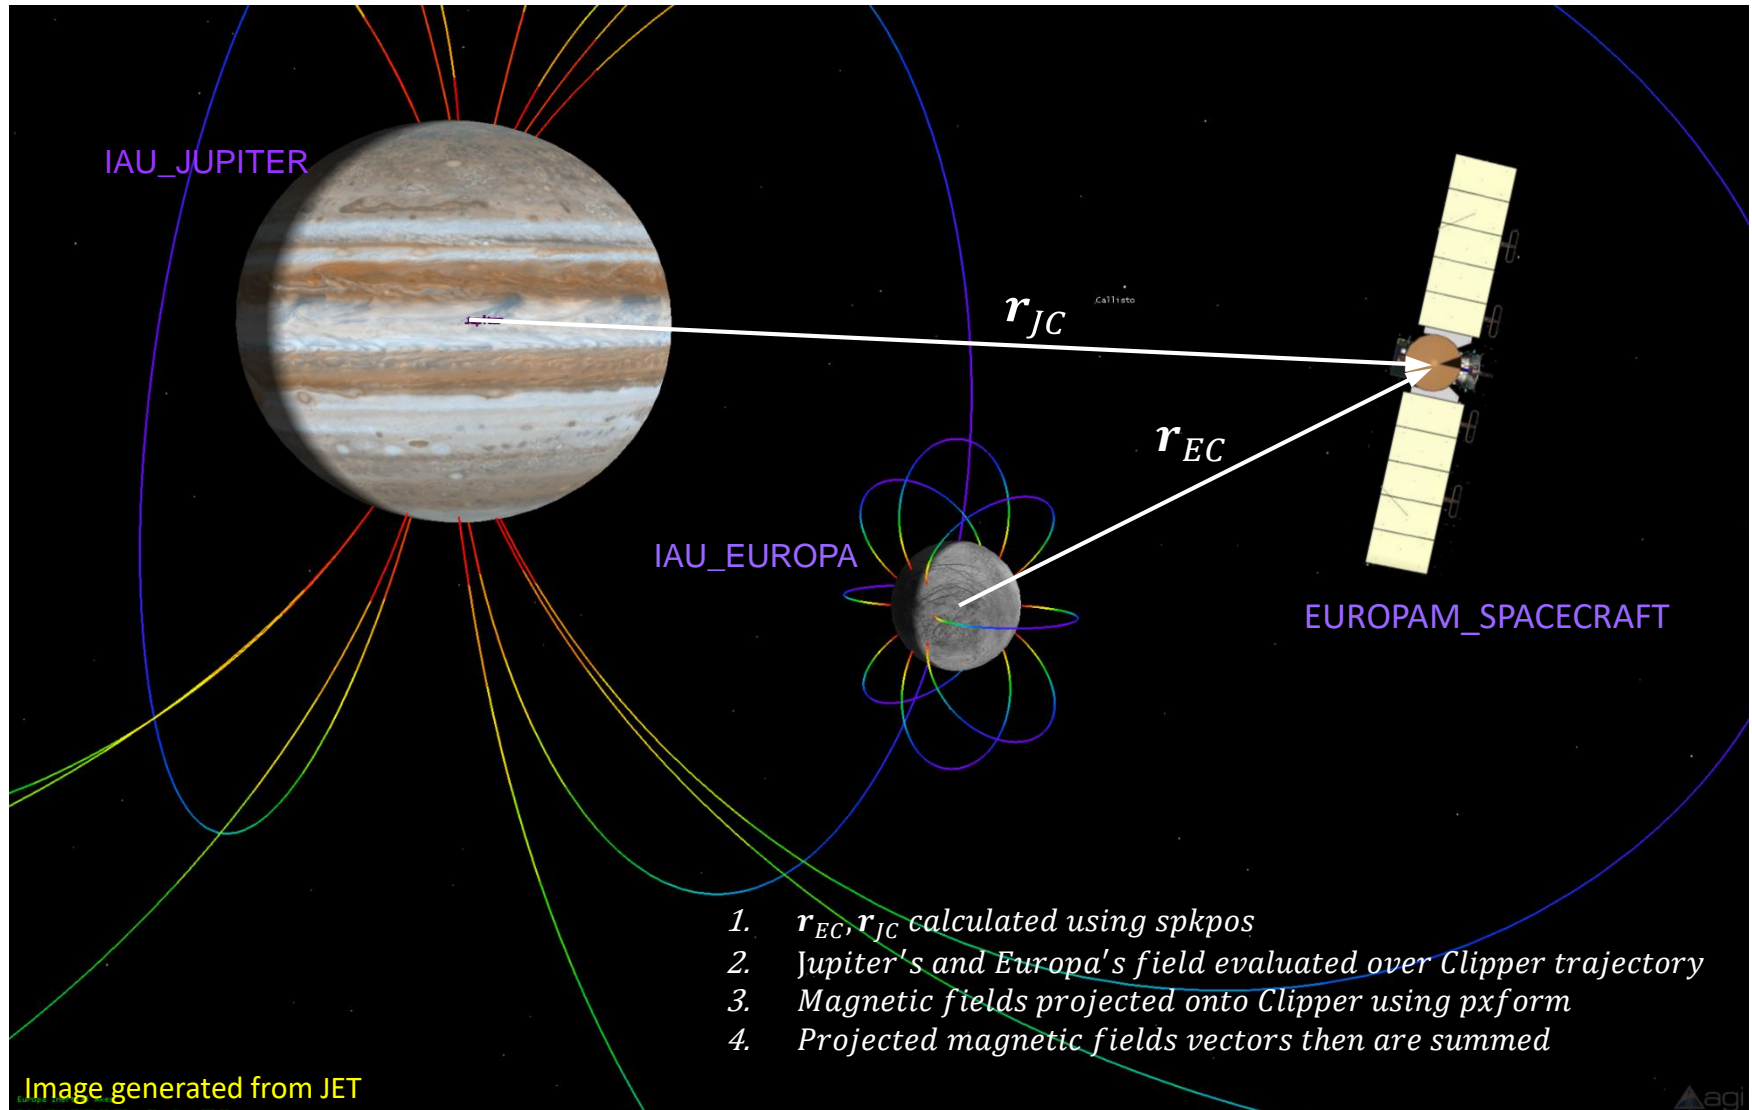 IAU_JUPITER
Callisto
r_JC
Jupiter
r_EC
IAU_EUROPA
EUROPAM_SPACECRAFT
1. r_EC, r_JC calculated using spkpos
2. Jupiter's and Europa's field evaluated over Clipper trajectory
3. Magnetic fields projected onto Clipper using pxform
4. Projected magnetic fields vectors then are summed
Image generated from JET
agi